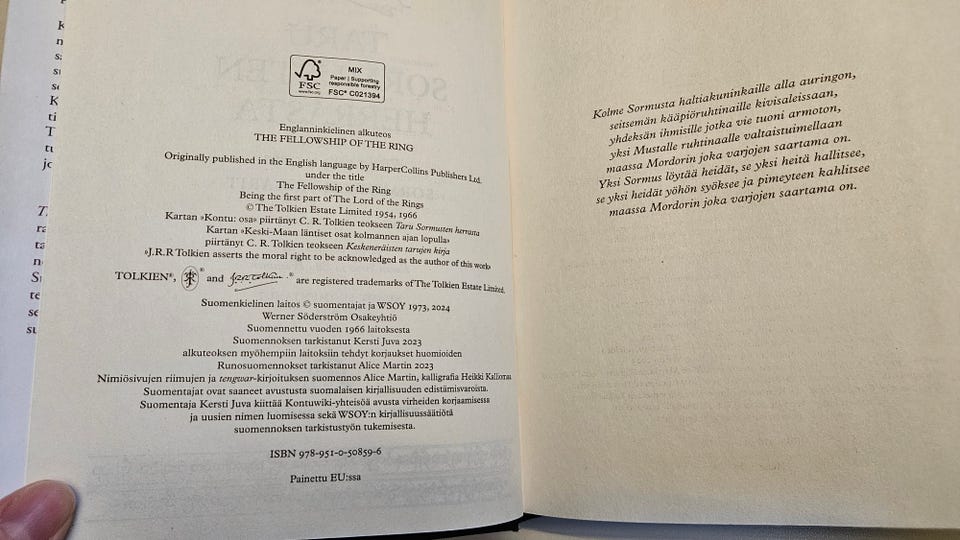 MIX
Paper | Supporting
responsible forestry
FSC
www.fsc.org
FSC® C021394
Englanninkielinen alkuteos
THE FELLOWSHIP OF THE RING
Originally published in the English language by HarperCollins Publishers Ltd.
under the title
The Fellowship of the Ring
Being the first part of The Lord of the Rings
© The Tolkien Estate Limited 1954, 1966
Kartan »Kontu: osa» piirtänyt C. R. Tolkien teokseen Taru Sormusten herrasta
Kartan »Keski-Maan läntiset osat kolmannen ajan lopulla»
piirtänyt C. R. Tolkien teokseen Keskeneräisten tarujen kirja
»J.R.R Tolkien asserts the moral right to be acknowledged as the author of this work»
TOLKIEN®, ® and J.R.R. Tolkien ® are registered trademarks of The Tolkien Estate Limited.
Suomenkielinen laitos © suomentajat ja WSOY 1973, 2024
Werner Söderström Osakeyhtiö
Suomennettu vuoden 1966 laitoksesta
Suomennoksen tarkistanut Kersti Juva 2023
alkuteoksen myöhempiin laitoksiin tehdyt korjaukset huomioiden
Runosuomennokset tarkistanut Alice Martin 2023
Nimiösivujen riimujen ja tengwar-kirjoituksen suomennos Alice Martin, kalligrafia Heikki Kalliomaa
Suomentajat ovat saaneet avustusta suomalaisen kirjallisuuden edistämisvaroista.
Suomentaja Kersti Juva kiittää Kontuwiki-yhteisöä avusta virheiden korjaamisessa
ja uusien nimen luomisessa sekä WSOY:n kirjallisuussäätiötä
suomennoksen tarkistustyön tukemisesta.
ISBN 978-951-0-50859-6
Painettu EU:ssa
Kolme Sormusta haltiakuninkaille alla auringon,
seitsemän kääpiöruhtinaille kivisaleissaan,
yhdeksän ihmisille jotka vie tuoni armoton,
yksi Mustalle ruhtinaalle valtaistuimellaan
maassa Mordorin joka varjojen saartama on.
Yksi Sormus löytää heidät, se yksi heitä hallitsee,
se yksi heidät yöhön syöksee ja pimeyteen kahlitsee
maassa Mordorin joka varjojen saartama on.